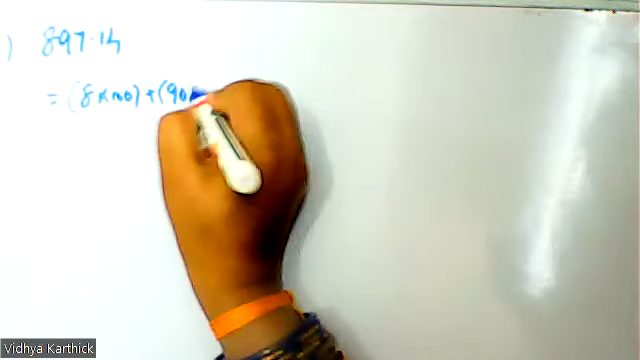 ) 897.14
= (8×100) + (90
Vidhya Karthick